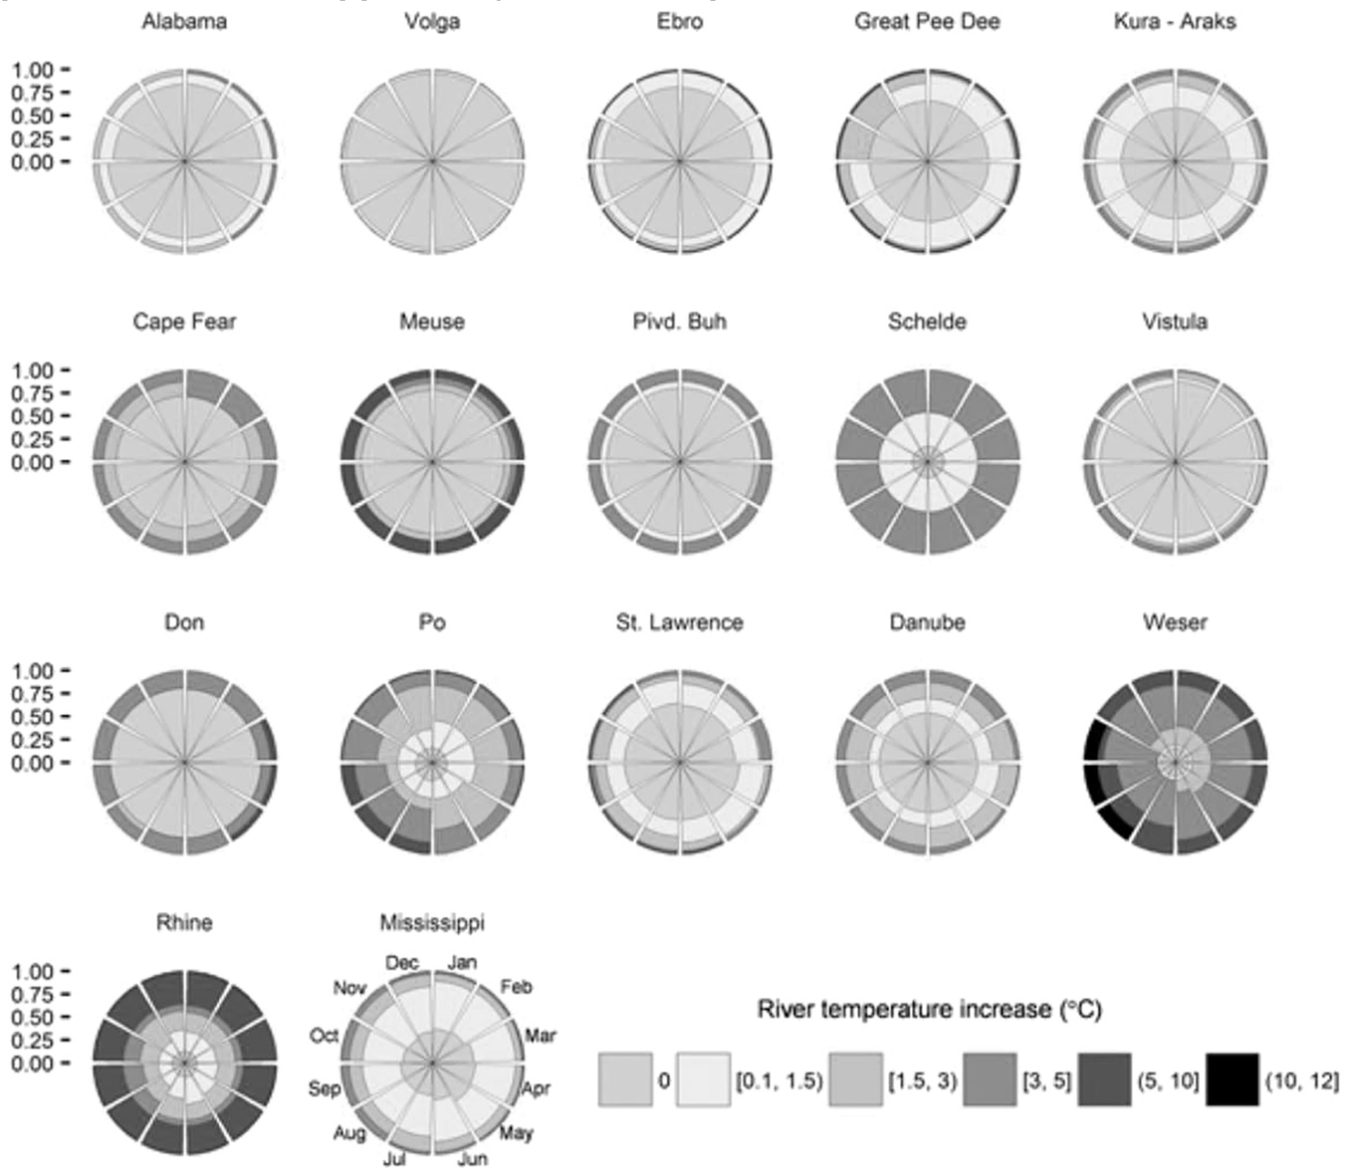 Alabama Volga Ebro Great Pee Dee Kura - Araks
1.00
0.75
0.50
0.25
0.00
Cape Fear Meuse Pivd. Buh Schelde Vistula
1.00
0.75
0.50
0.25
0.00
Don Po St. Lawrence Danube Weser
1.00
0.75
0.50
0.25
0.00
Rhine Mississippi
1.00
0.75
0.50
0.25
0.00
Dec Jan
Nov Feb
Oct Mar
Sep Apr
Aug May
Jul Jun
River temperature increase (°C)
0 [0.1, 1.5) [1.5, 3) [3, 5] (5, 10] (10, 12]